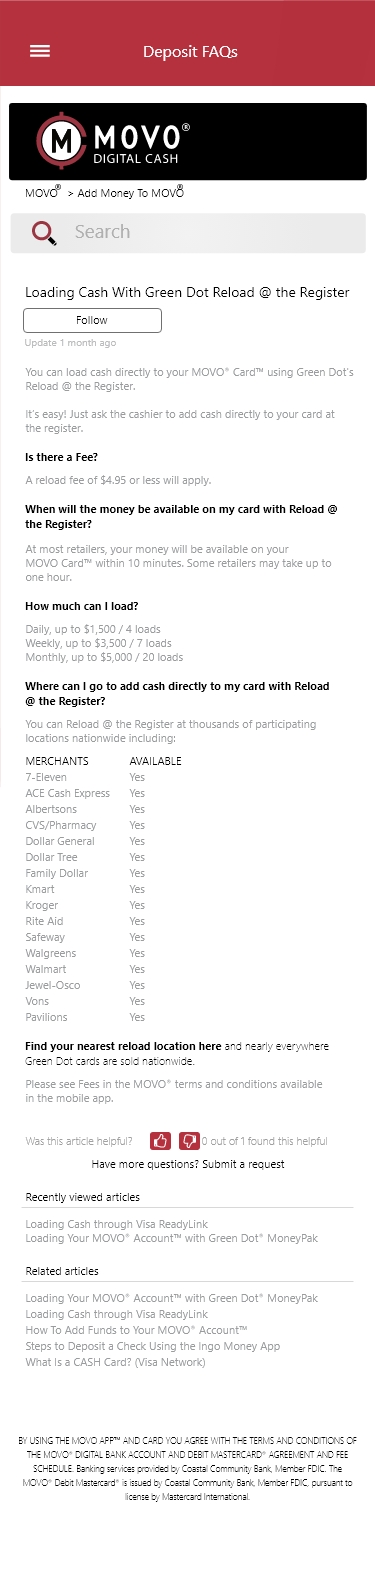 Deposit FAQs
M MOVO®
DIGITAL CASH
MOVO® > Add Money To MOVO®
Search
Loading Cash With Green Dot Reload @ the Register
Follow
Update 1 month ago
You can load cash directly to your MOVO® Card™ using Green Dot's
Reload @ the Register.
It's easy! Just ask the cashier to add cash directly to your card at
the register.
Is there a Fee?
A reload fee of $4.95 or less will apply.
When will the money be available on my card with Reload @
the Register?
At most retailers, your money will be available on your
MOVO Card™ within 10 minutes. Some retailers may take up to
one hour.
How much can I load?
Daily, up to $1,500 / 4 loads
Weekly, up to $3,500 / 7 loads
Monthly, up to $5,000 / 20 loads
Where can I go to add cash directly to my card with Reload
@ the Register?
You can Reload @ the Register at thousands of participating
locations nationwide including:
MERCHANTS AVAILABLE
7-Eleven Yes
ACE Cash Express Yes
Albertsons Yes
CVS/Pharmacy Yes
Dollar General Yes
Dollar Tree Yes
Family Dollar Yes
Kmart Yes
Kroger Yes
Rite Aid Yes
Safeway Yes
Walgreens Yes
Walmart Yes
Jewel-Osco Yes
Vons Yes
Pavilions Yes
Find your nearest reload location here and nearly everywhere
Green Dot cards are sold nationwide.
Please see Fees in the MOVO® terms and conditions available
in the mobile app.
Was this article helpful? 0 out of 1 found this helpful
Have more questions? Submit a request
Recently viewed articles
Loading Cash through Visa ReadyLink
Loading Your MOVO® Account™ with Green Dot® MoneyPak
Related articles
Loading Your MOVO® Account™ with Green Dot® MoneyPak
Loading Cash through Visa ReadyLink
How To Add Funds to Your MOVO® Account™
Steps to Deposit a Check Using the Ingo Money App
What Is a CASH Card? (Visa Network)
BY USING THE MOVO APP™ AND CARD YOU AGREE WITH THE TERMS AND CONDITIONS OF
THE MOVO® DIGITAL BANK ACCOUNT AND DEBIT MASTERCARD® AGREEMENT AND FEE
SCHEDULE. Banking services provided by Coastal Community Bank, Member FDIC. The
MOVO® Debit Mastercard® is issued by Coastal Community Bank, Member FDIC, pursuant to
license by Mastercard International.